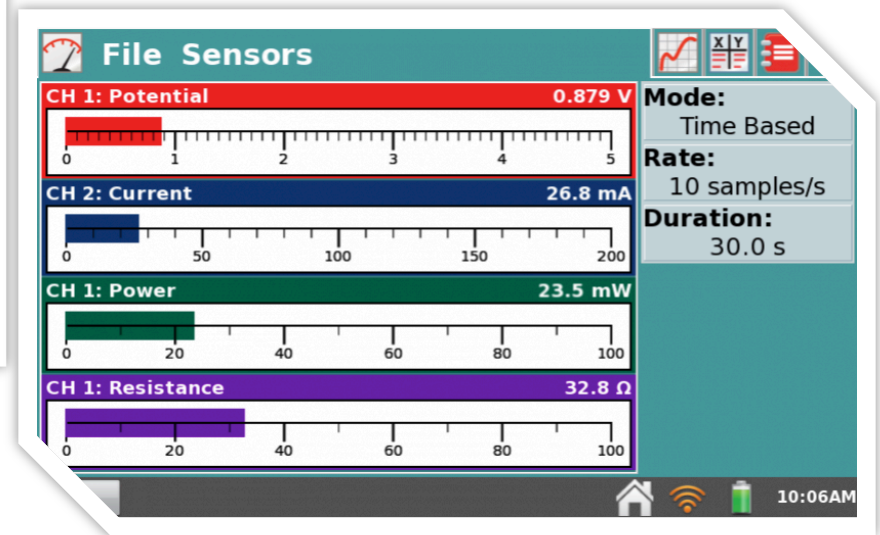 File Sensors
X Y
CH 1: Potential 0.879 V
0 1 2 3 4 5
CH 2: Current 26.8 mA
0 50 100 150 200
CH 1: Power 23.5 mW
0 20 40 60 80 100
CH 1: Resistance 32.8 Ω
0 20 40 60 80 100
Mode:
Time Based
Rate:
10 samples/s
Duration:
30.0 s
10:06AM